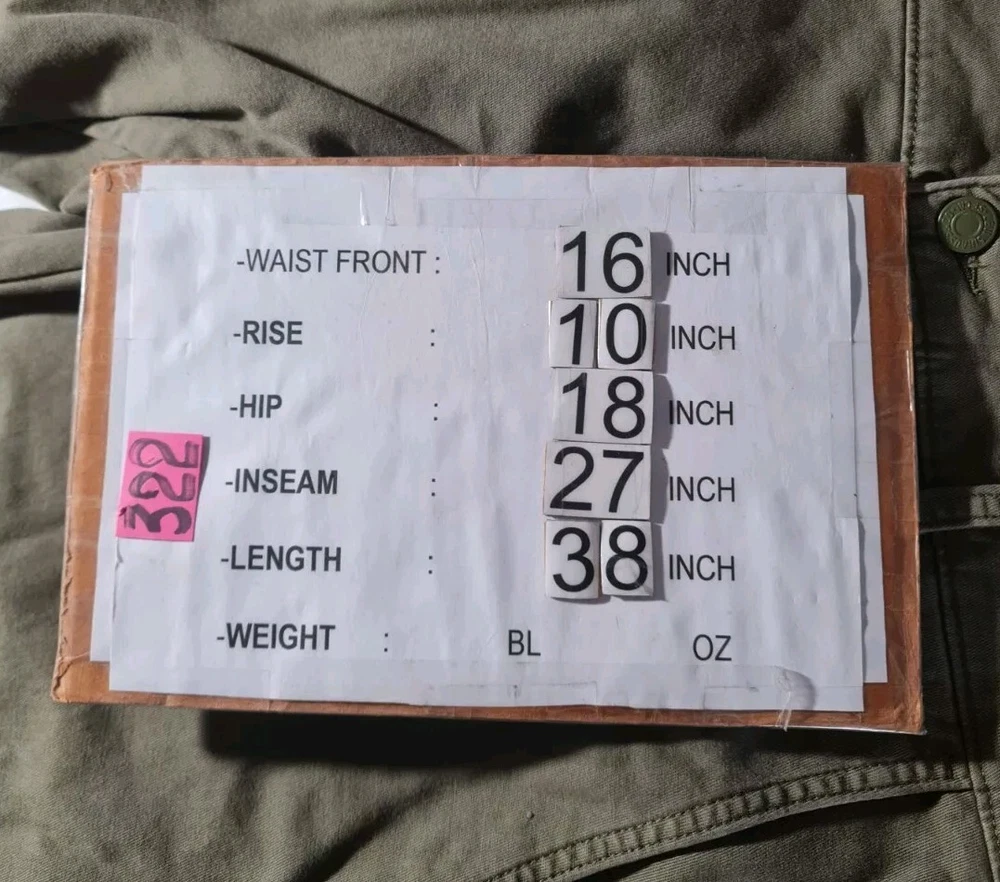 -WAIST FRONT : 16 INCH
-RISE : 10 INCH
-HIP : 18 INCH
-INSEAM : 27 INCH
-LENGTH : 38 INCH
-WEIGHT : BL OZ
322